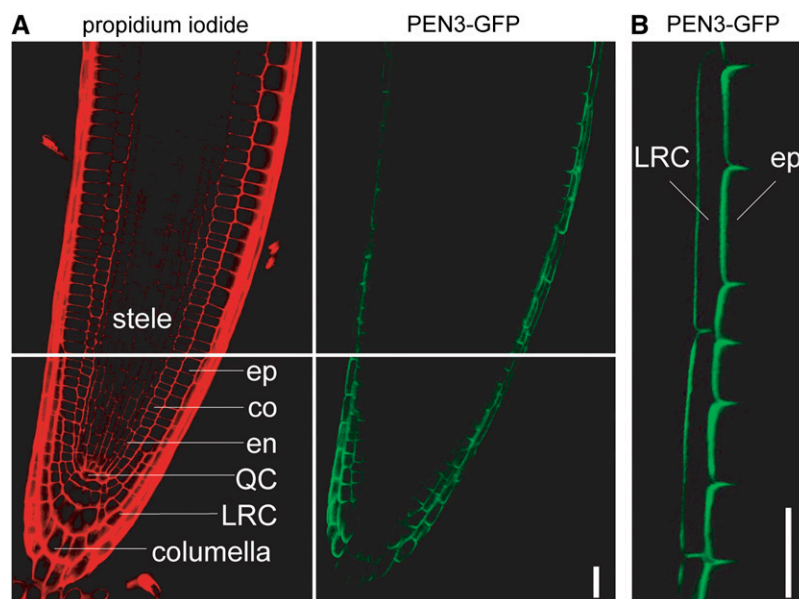 A propidium iodide PEN3-GFP B PEN3-GFP
LRC ep
stele
ep
co
en
QC
LRC
columella